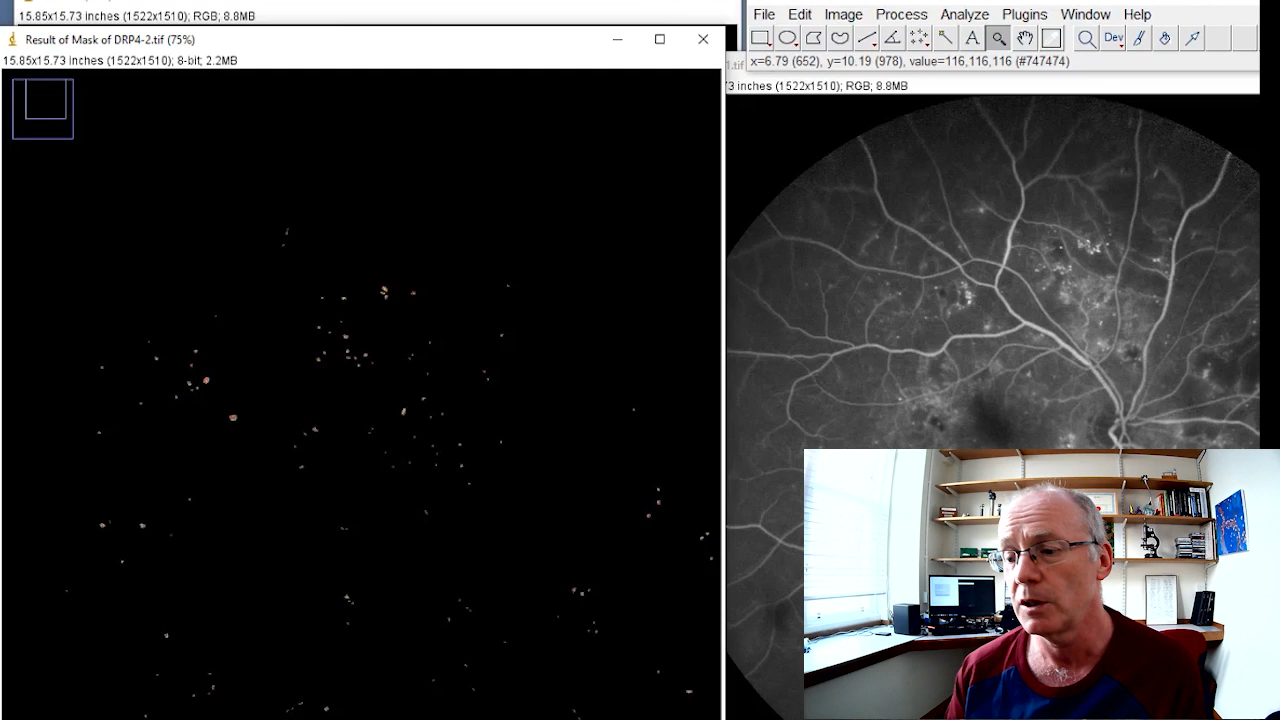 15.85x15.73 inches (1522x1510); RGB; 8.8MB
Result of Mask of DRP4-2.tif (75%)
15.85x15.73 inches (1522x1510); 8-bit; 2.2MB
File Edit Image Process Analyze Plugins Window Help
A Dev
x=6.79 (652), y=10.19 (978), value=116,116,116 (#747474)
1.tif
73 inches (1522x1510); RGB; 8.8MB